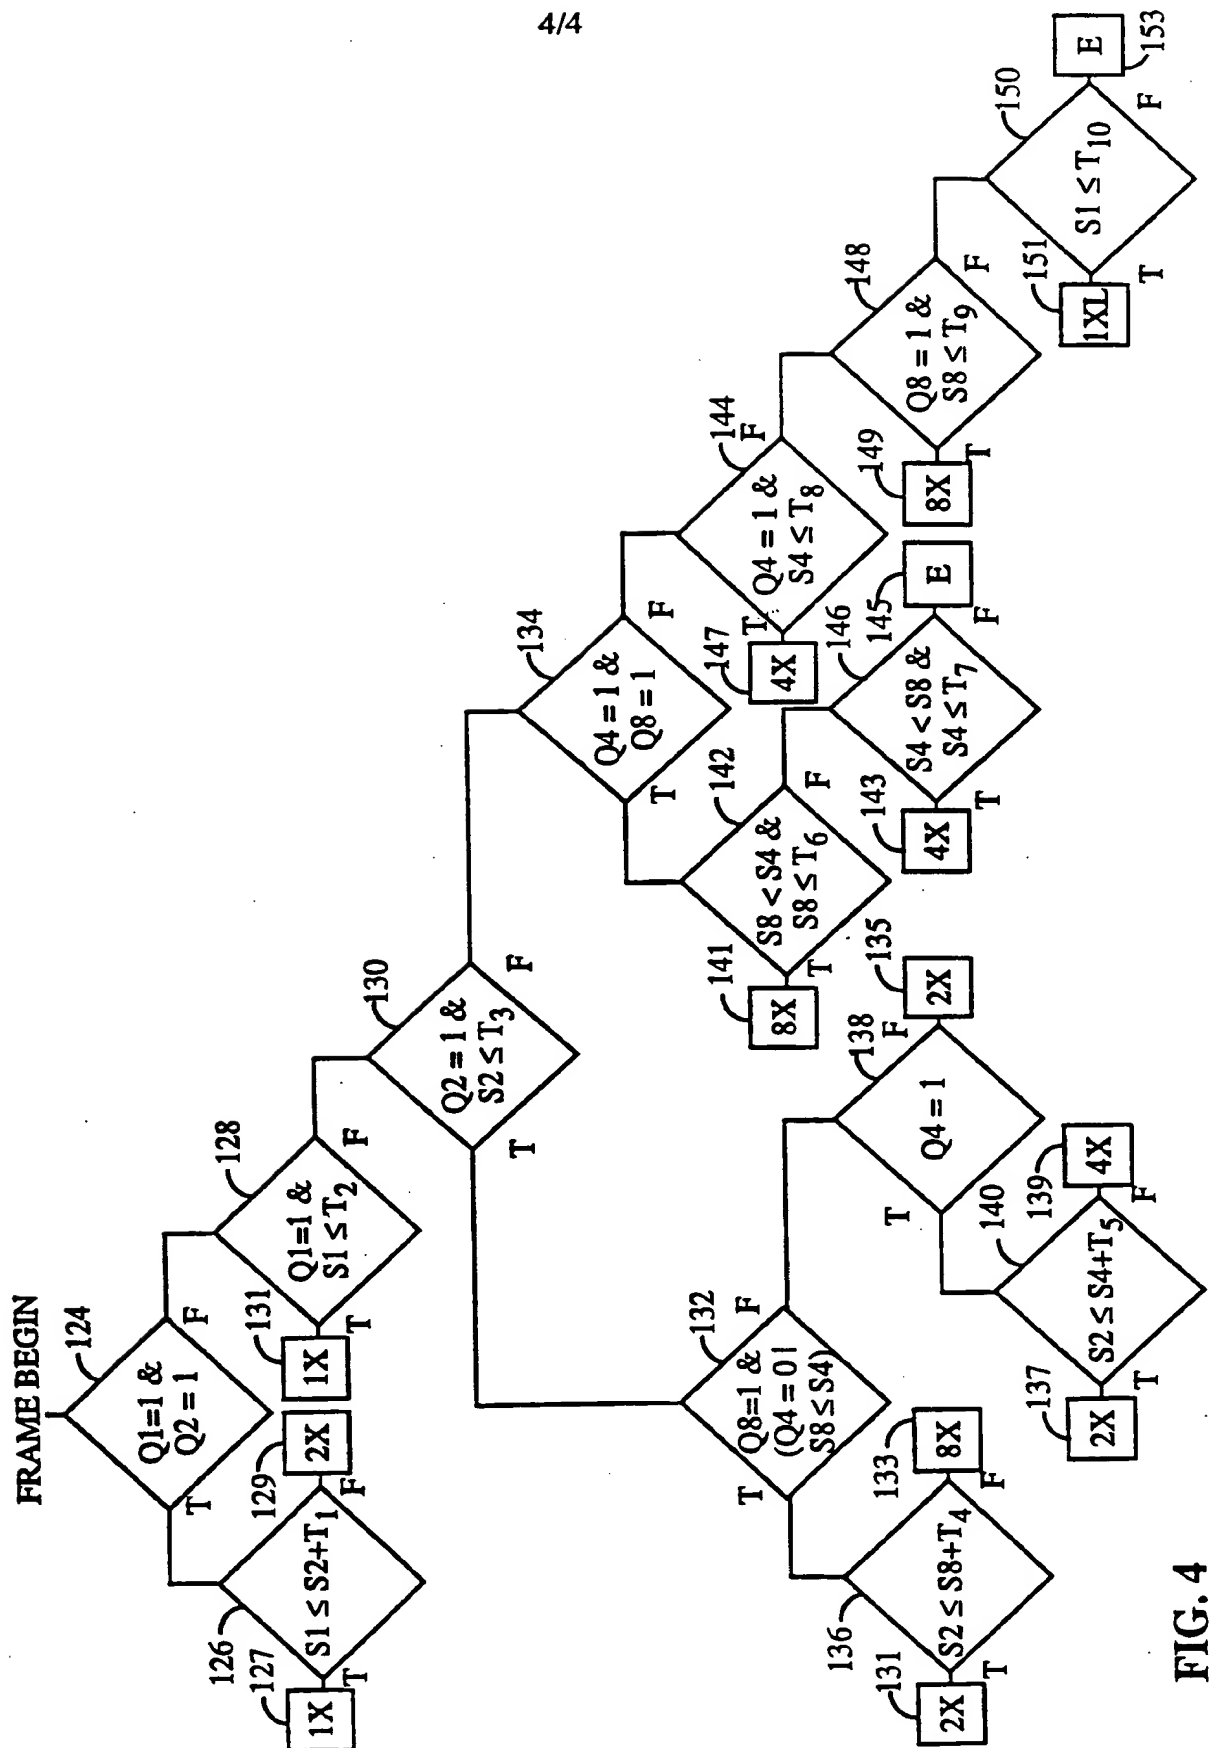 4/4
FRAME BEGIN
124
Q1=1 &
Q2 = 1
T
F
126
S1 ≤ S2+T1
127
1X
T
129
2X
F
128
Q1=1 &
S1 ≤ T2
131
1X
T
F
130
Q2 = 1 &
S2 ≤ T3
T
F
132
Q8=1 &
(Q4 = 0 |
S8 ≤ S4)
T
F
136
S2 ≤ S8+T4
131
2X
T
133
8X
F
138
Q4 = 1
T
F
135
2X
140
S2 ≤ S4+T5
137
2X
T
139
4X
F
134
Q4 = 1 &
Q8 = 1
T
F
142
S8 < S4 &
S8 ≤ T6
141
8X
T
F
146
S4 < S8 &
S4 ≤ T7
143
4X
T
145
E
F
144
Q4 = 1 &
S4 ≤ T8
147
4X
T
F
148
Q8 = 1 &
S8 ≤ T9
149
8X
T
F
150
S1 ≤ T10
151
1XL
T
153
E
F
FIG. 4